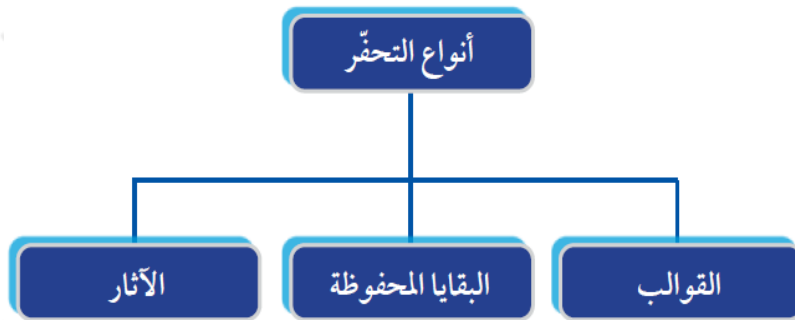 أنواع التحفّر
القوالب
البقايا المحفوظة
الآثار